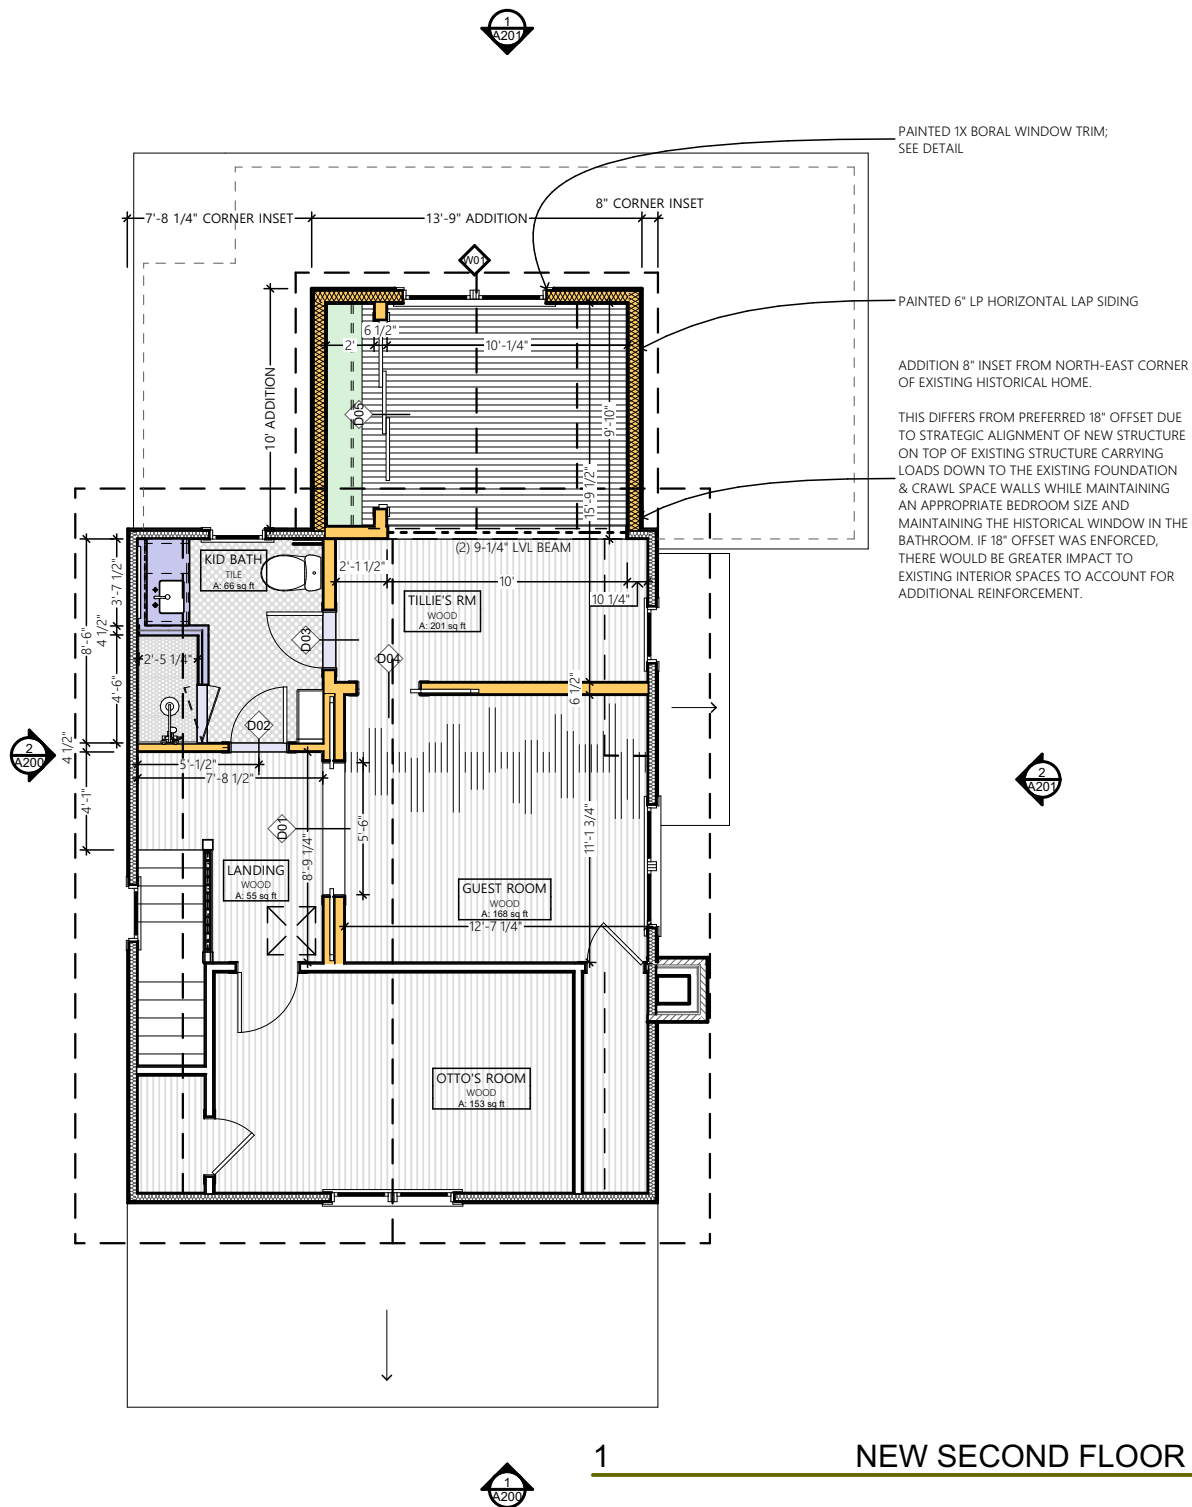 1
A201
PAINTED 1X BORAL WINDOW TRIM;
SEE DETAIL
7'-8 1/4" CORNER INSET
13'-9" ADDITION
8" CORNER INSET
W01
PAINTED 6" LP HORIZONTAL LAP SIDING
10' ADDITION
6 1/2"
2'
10'-1/4"
D05
9'-10"
15'-9 1/2"
ADDITION 8" INSET FROM NORTH-EAST CORNER
OF EXISTING HISTORICAL HOME.
THIS DIFFERS FROM PREFERRED 18" OFFSET DUE
TO STRATEGIC ALIGNMENT OF NEW STRUCTURE
ON TOP OF EXISTING STRUCTURE CARRYING
LOADS DOWN TO THE EXISTING FOUNDATION
& CRAWL SPACE WALLS WHILE MAINTAINING
AN APPROPRIATE BEDROOM SIZE AND
MAINTAINING THE HISTORICAL WINDOW IN THE
BATHROOM. IF 18" OFFSET WAS ENFORCED,
THERE WOULD BE GREATER IMPACT TO
EXISTING INTERIOR SPACES TO ACCOUNT FOR
ADDITIONAL REINFORCEMENT.
(2) 9-1/4" LVL BEAM
KID BATH
TILE
A: 66 sq ft
2'-1 1/2"
10'
10 1/4"
TILLIE'S RM
WOOD
A: 201 sq ft
3'-7 1/2"
8'-6"
4 1/2"
2'-5 1/4"
4'-6"
D03
D04
6 1/2"
D02
2
A200
4 1/2"
5'-1/2"
7'-8 1/2"
4'-1"
2
A201
D01
8'-9 1/4"
5'-6"
11'-1 3/4"
LANDING
WOOD
A: 55 sq ft
GUEST ROOM
WOOD
A: 168 sq ft
12'-7 1/4"
OTTO'S ROOM
WOOD
A: 153 sq ft
1
NEW SECOND FLOOR
1
A200